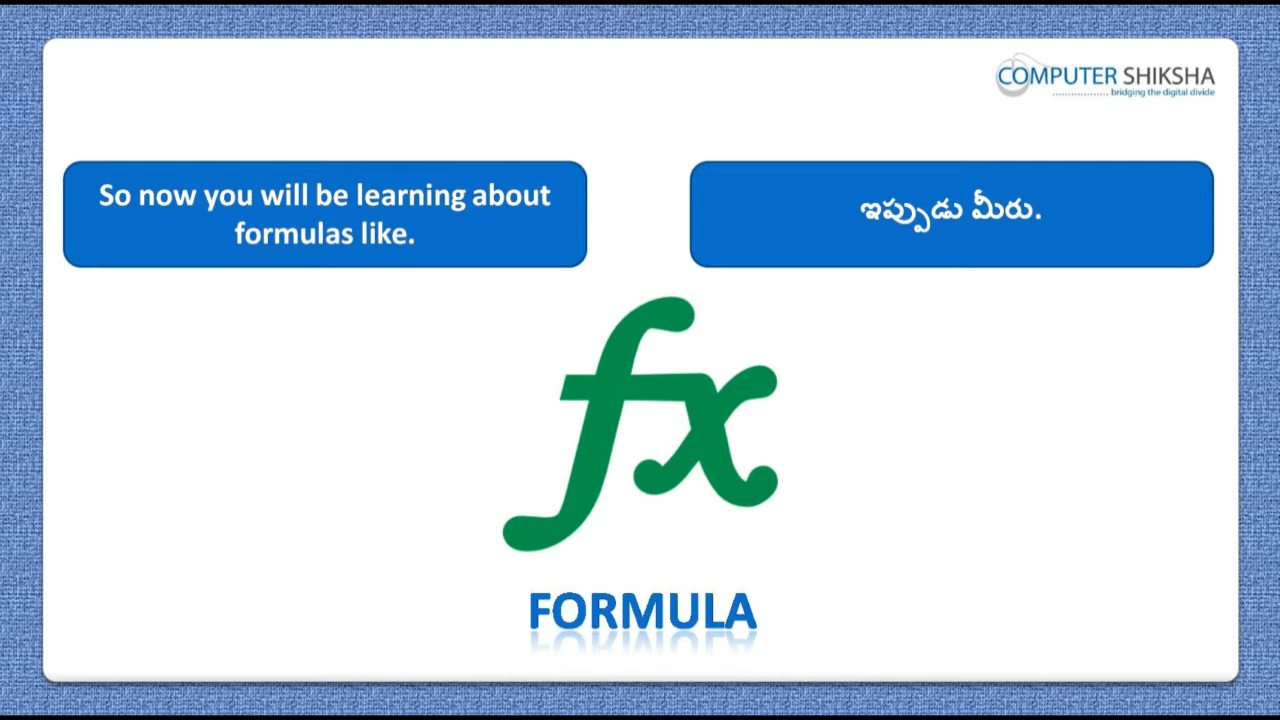 COMPUTER SHIKSHA
..................bridging the digital divide
So now you will be learning about
formulas like.
ఇప్పుడు మీరు.
fx
FORMULA